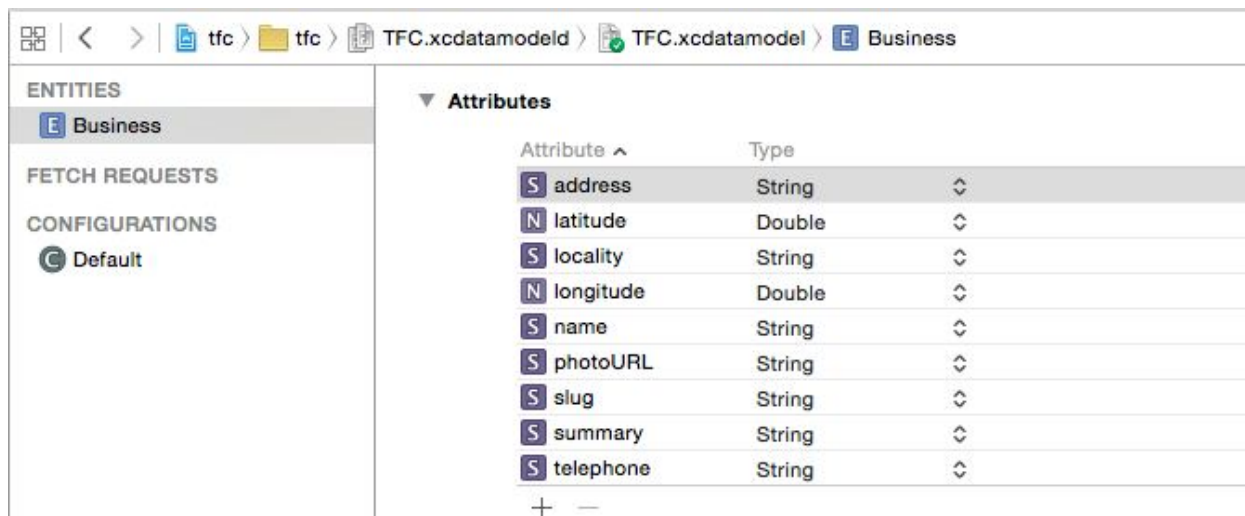 tfc tfc TFC.xcdatamodeld TFC.xcdatamodel E Business
ENTITIES
E Business
FETCH REQUESTS
CONFIGURATIONS
C Default
Attributes
Attribute Type
S address String
N latitude Double
S locality String
N longitude Double
S name String
S photoURL String
S slug String
S summary String
S telephone String